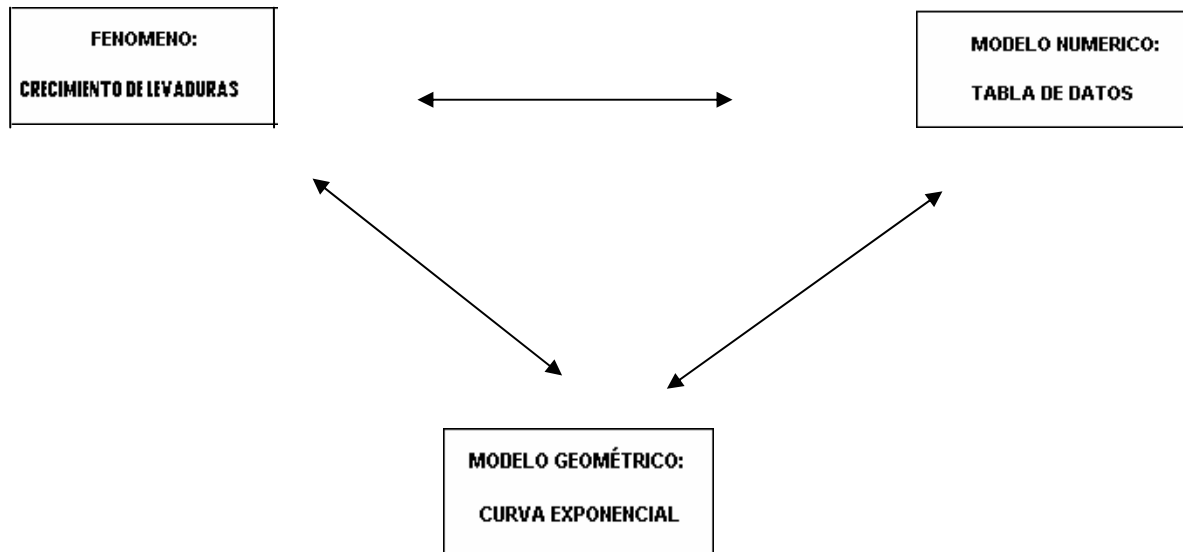 FENOMENO:
CRECIMIENTO DE LEVADURAS
MODELO NUMERICO:
TABLA DE DATOS
MODELO GEOMÉTRICO:
CURVA EXPONENCIAL